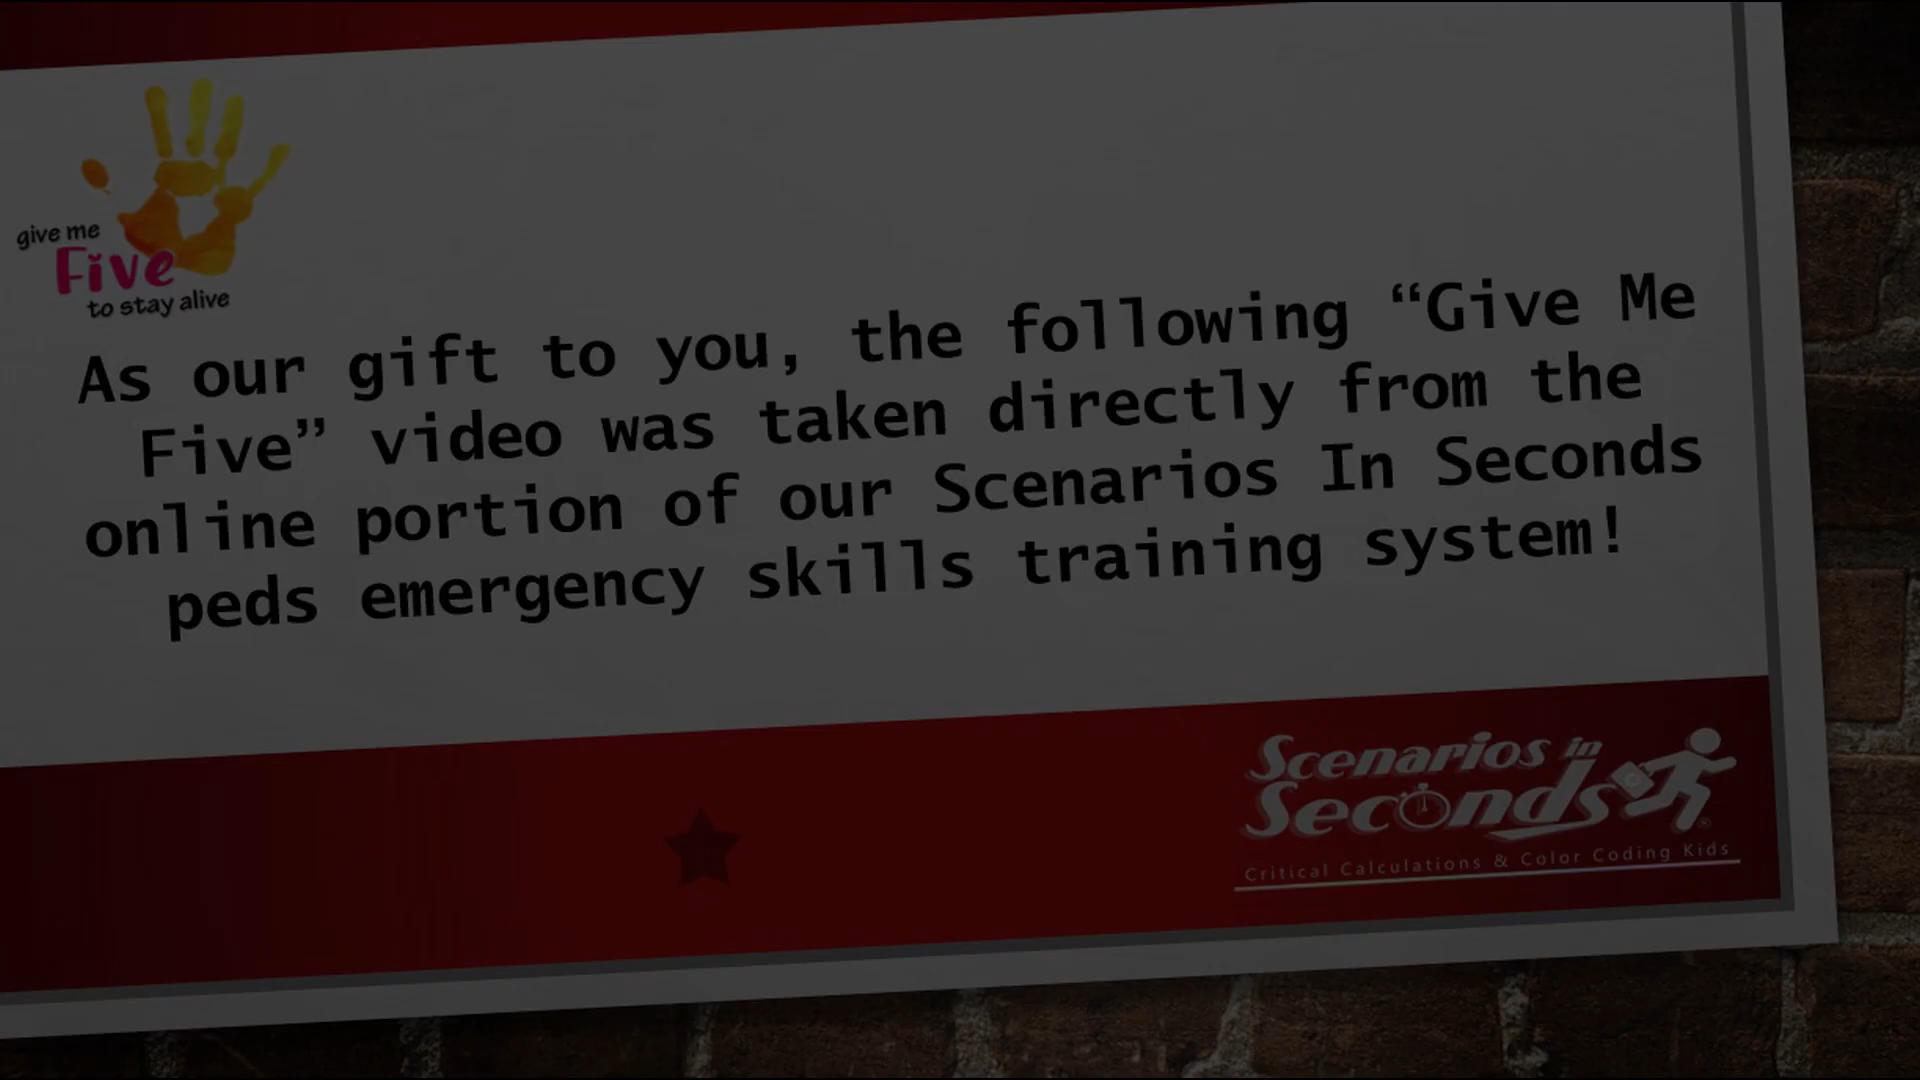 give me
Five
to stay alive
As our gift to you, the following “Give Me
Five” video was taken directly from the
online portion of our Scenarios In Seconds
peds emergency skills training system!
Scenarios in
Seconds
Critical Calculations & Color Coding Kids